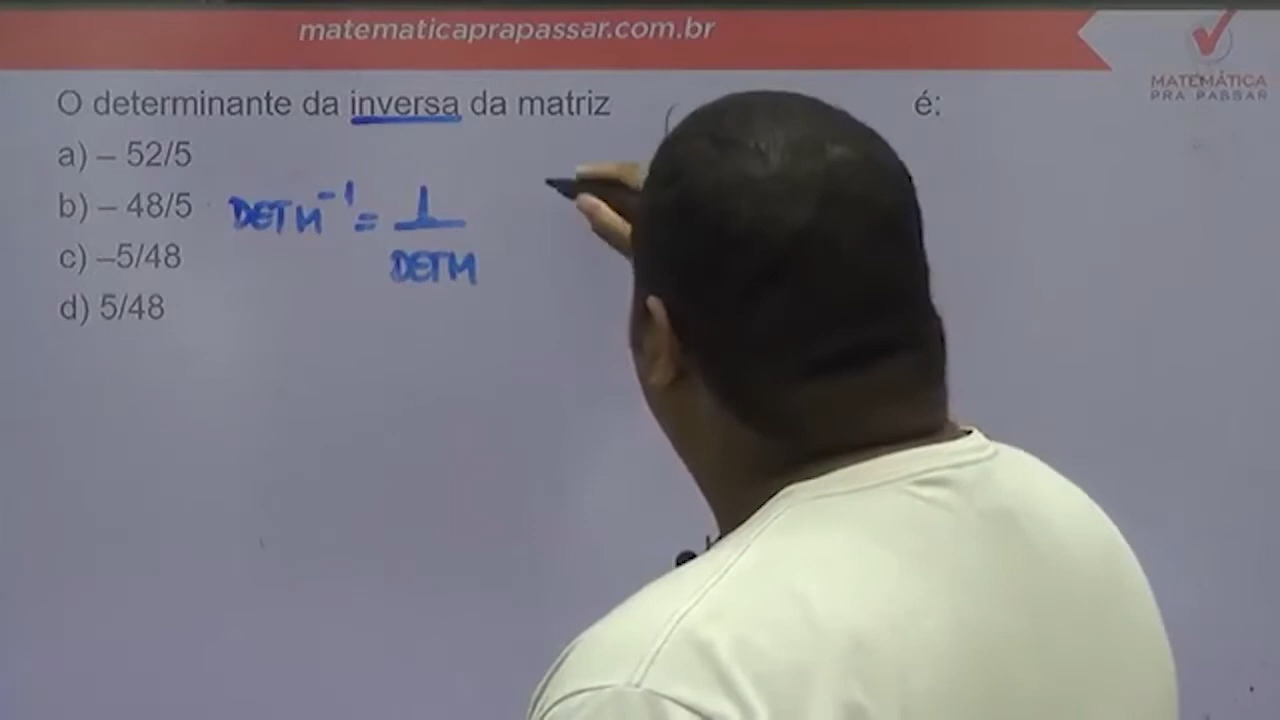 matematicaprapassar.com.br
MATEMÁTICA
PRA PASSAR
O determinante da inversa da matriz é:
a) – 52/5
b) – 48/5
c) –5/48
d) 5/48
DET M⁻¹ = 1
DET M